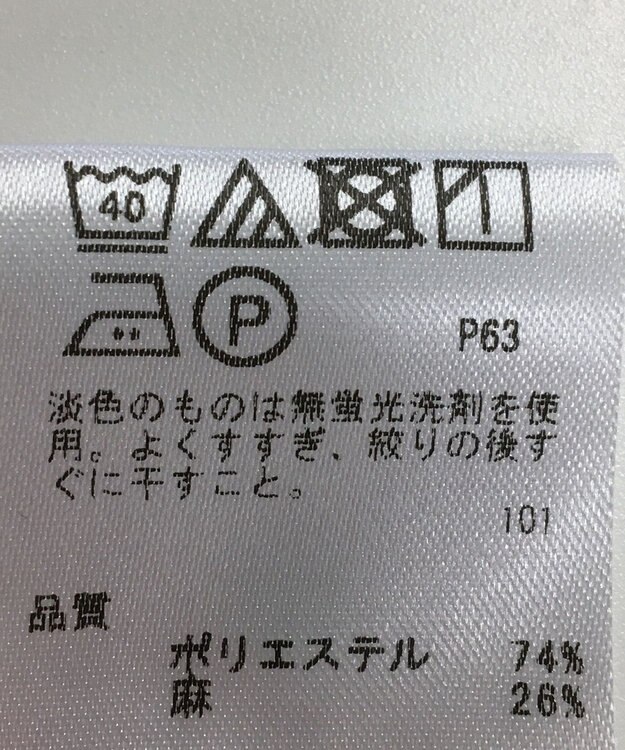 40
P
P63
淡色のものは無蛍光洗剤を使
用。よくすすぎ、絞りの後す
ぐに干すこと。
101
品質
ポリエステル 74%
麻 26%